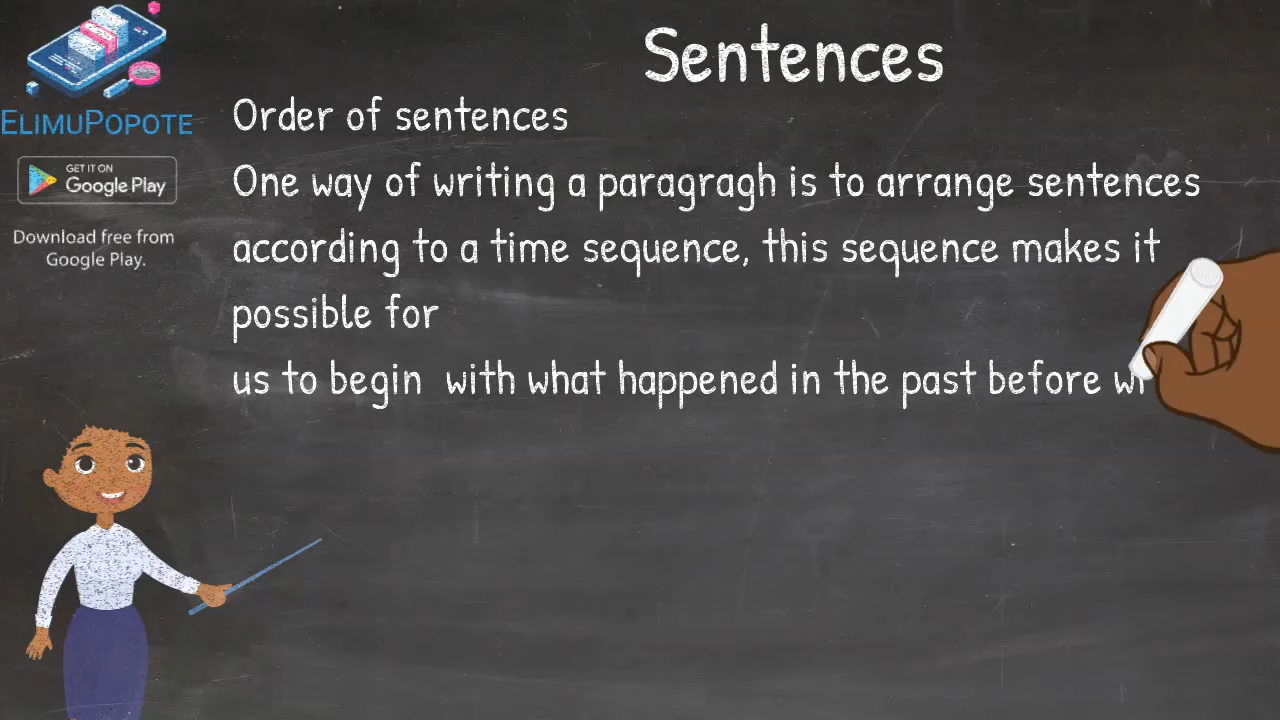 Sentences
ELIMUPOPOTE
GET IT ON
Google Play
Download free from
Google Play.
Order of sentences
One way of writing a paragragh is to arrange sentences
according to a time sequence, this sequence makes it
possible for
us to begin with what happened in the past before